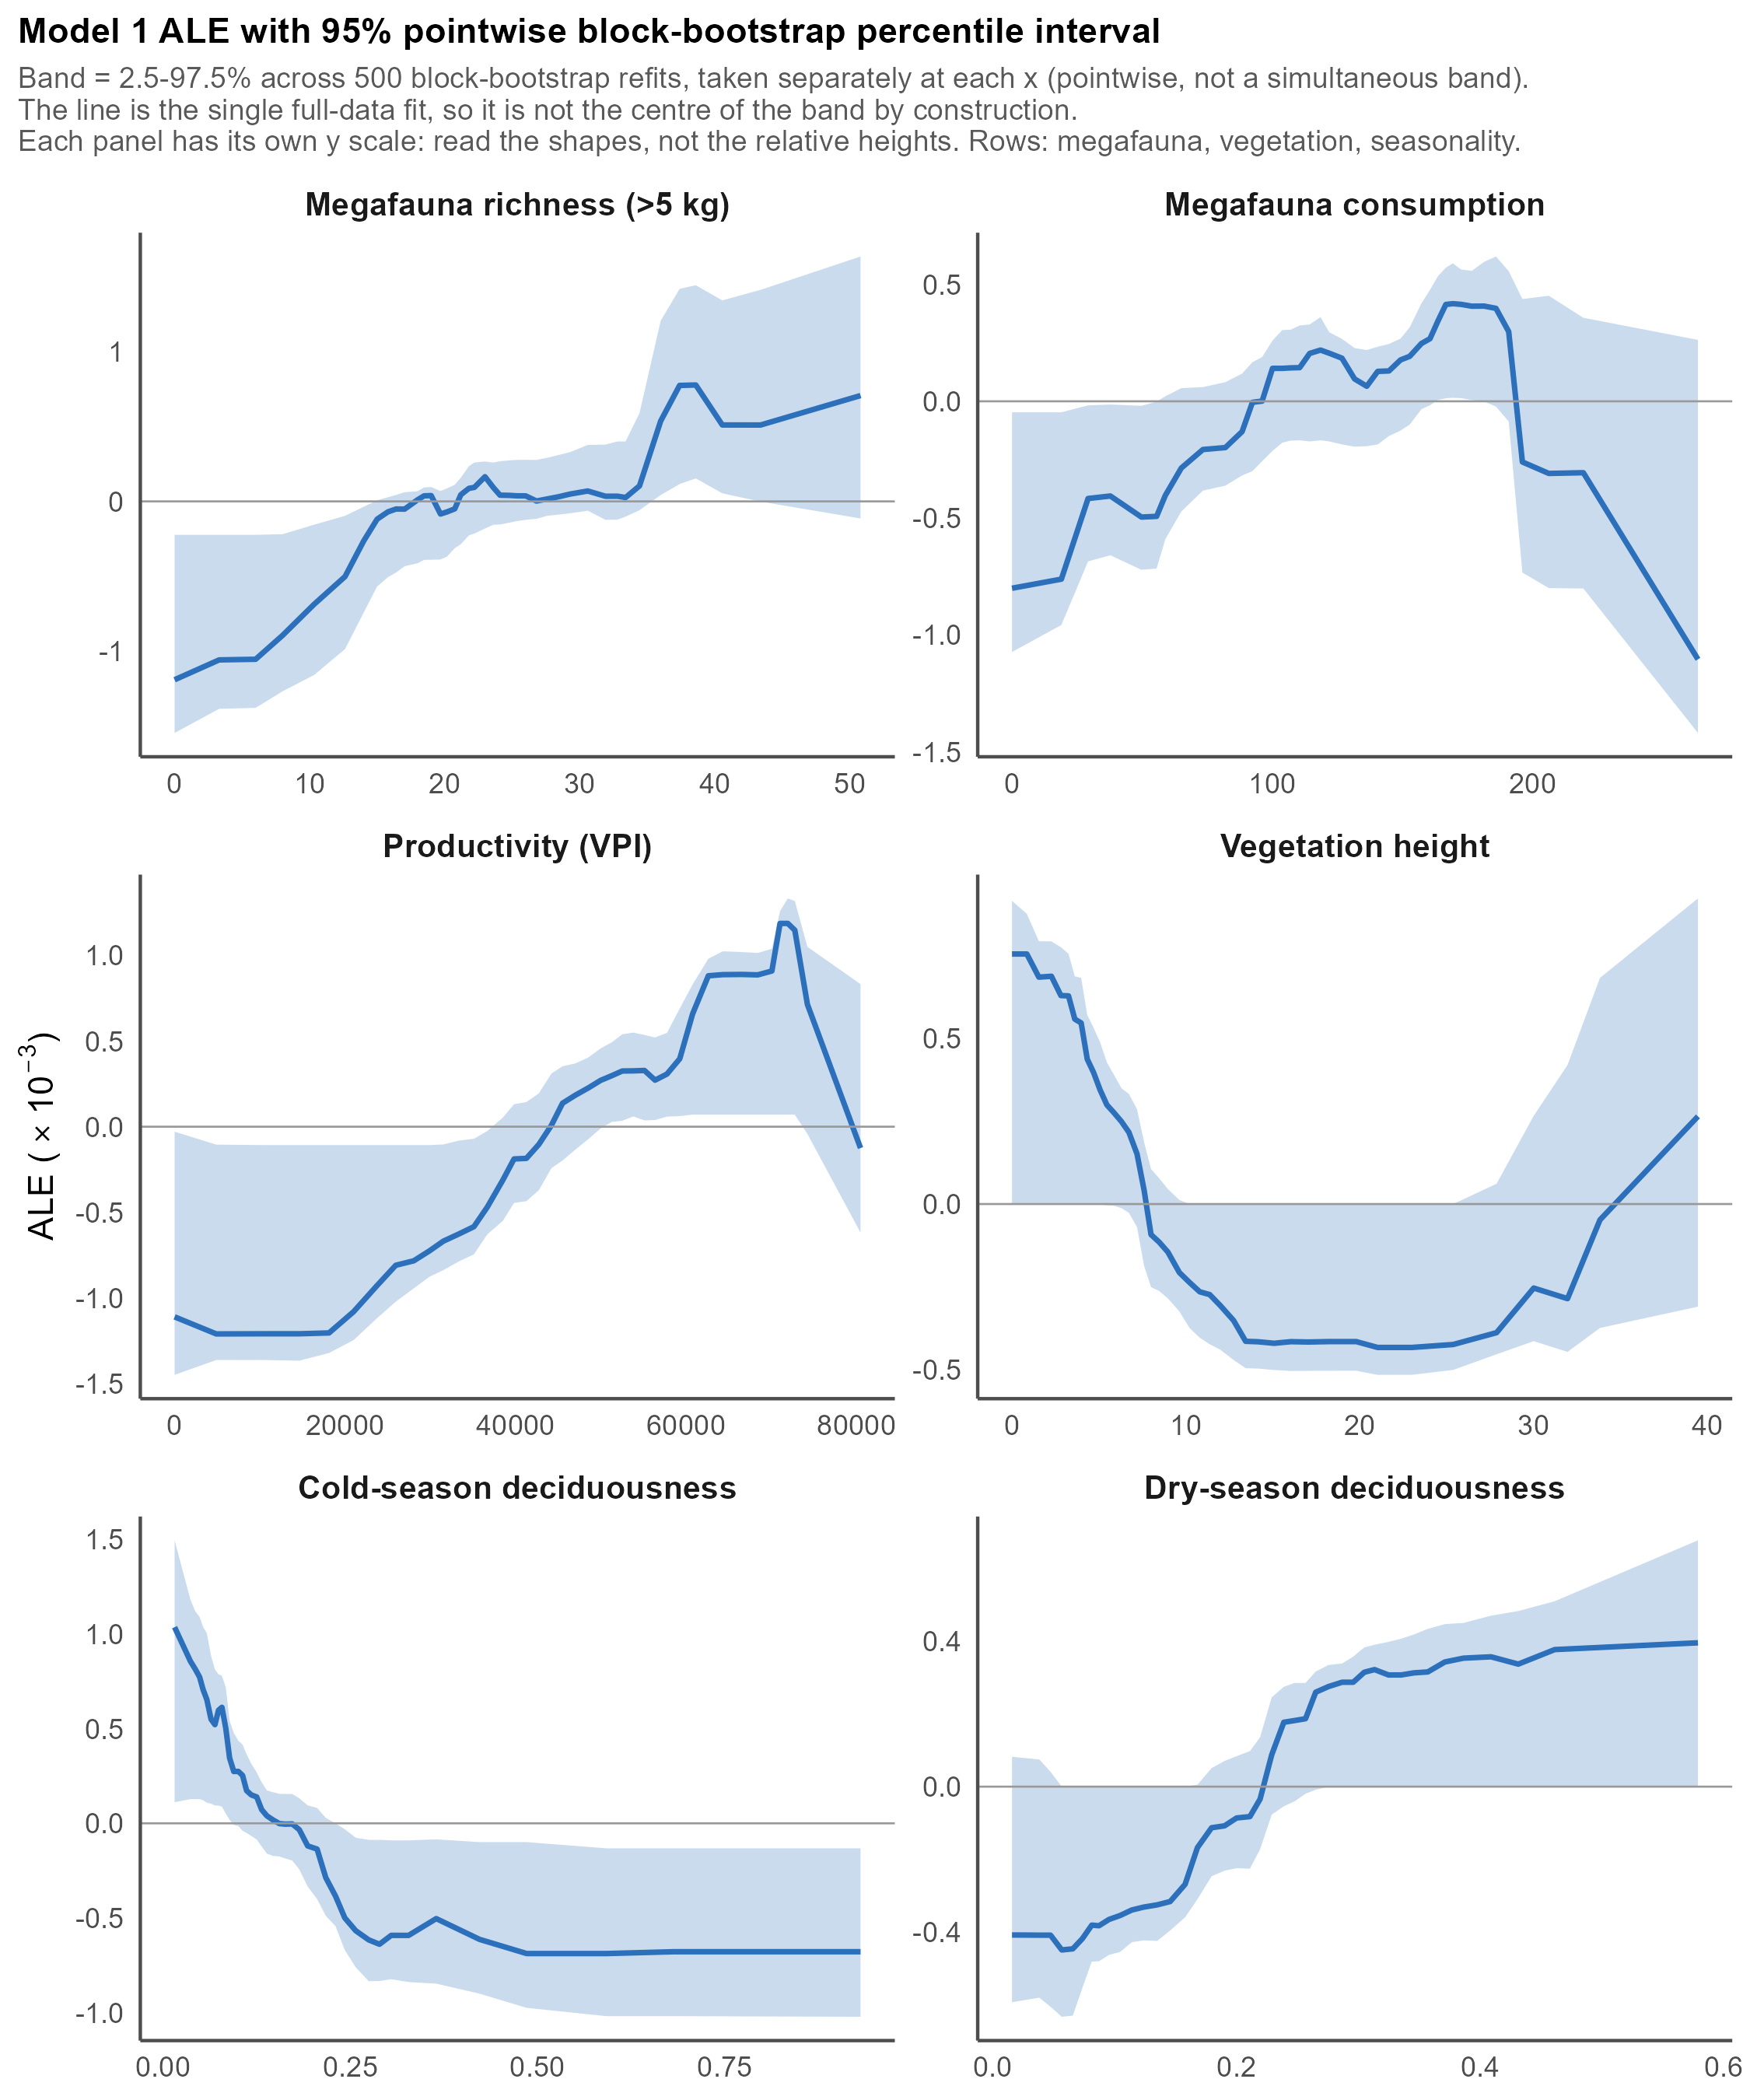 Model 1 ALE with 95% pointwise block-bootstrap percentile interval
Band = 2.5-97.5% across 500 block-bootstrap refits, taken separately at each x (pointwise, not a simultaneous band).
The line is the single full-data fit, so it is not the centre of the band by construction.
Each panel has its own y scale: read the shapes, not the relative heights. Rows: megafauna, vegetation, seasonality.
Megafauna richness (>5 kg)
1
0
-1
0 10 20 30 40 50
Megafauna consumption
0.5
0.0
-0.5
-1.0
-1.5
0 100 200
ALE ( × 10⁻³)
Productivity (VPI)
1.0
0.5
0.0
-0.5
-1.0
-1.5
0 20000 40000 60000 80000
Vegetation height
0.5
0.0
-0.5
0 10 20 30 40
Cold-season deciduousness
1.5
1.0
0.5
0.0
-0.5
-1.0
0.00 0.25 0.50 0.75
Dry-season deciduousness
0.4
0.0
-0.4
0.0 0.2 0.4 0.6